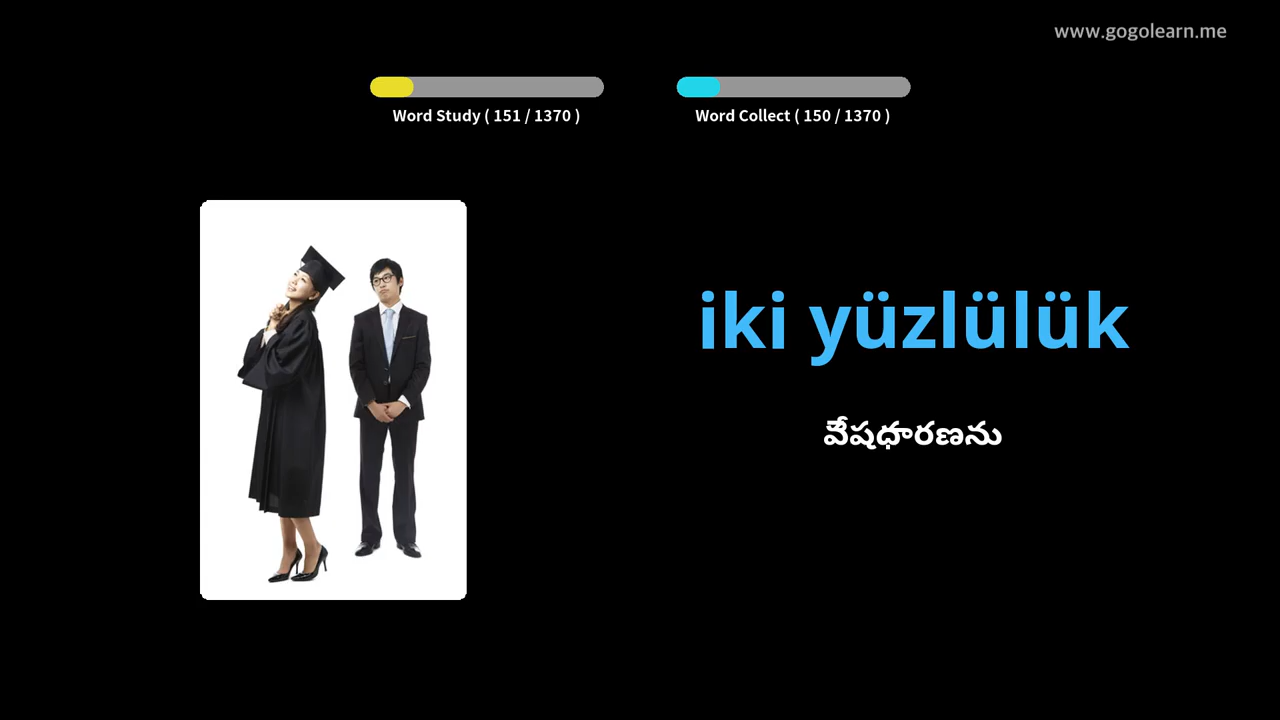 www.gogolearn.me
Word Study ( 151 / 1370 )
Word Collect ( 150 / 1370 )
iki yüzlülük
వేషధారణను